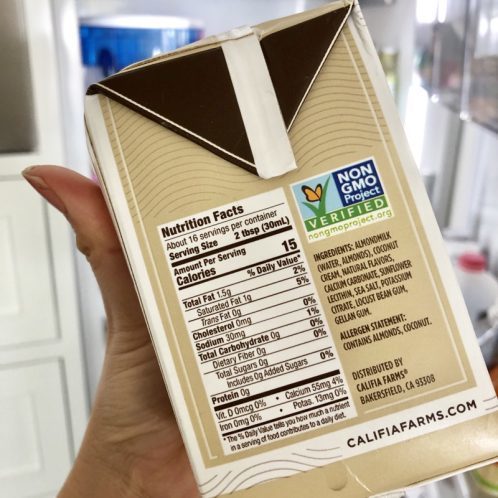 Nutrition Facts
About 16 servings per container
Serving Size 2 tbsp (30mL)
Amount Per Serving
Calories 15
% Daily Value*
Total Fat 1.5g 2%
Saturated Fat 1g 5%
Trans Fat 0g
Cholesterol 0mg 0%
Sodium 30mg 1%
Total Carbohydrate 0g 0%
Dietary Fiber 0g 0%
Total Sugars 0g
Includes 0g Added Sugars 0%
Protein 0g
Vit. D 0mcg 0% • Calcium 55mg 4%
Iron 0mg 0% • Potas. 13mg 0%
*The % Daily Value tells you how much a nutrient
in a serving of food contributes to a daily diet.
NON
GMO
Project
VERIFIED
nongmoproject.org
INGREDIENTS: ALMONDMILK
(WATER, ALMONDS), COCONUT
CREAM, NATURAL FLAVORS,
CALCIUM CARBONATE, SUNFLOWER
LECITHIN, SEA SALT, POTASSIUM
CITRATE, LOCUST BEAN GUM,
GELLAN GUM.
ALLERGEN STATEMENT:
CONTAINS ALMONDS, COCONUT.
DISTRIBUTED BY
CALIFIA FARMS®
BAKERSFIELD, CA 93308
CALIFIAFARMS.COM